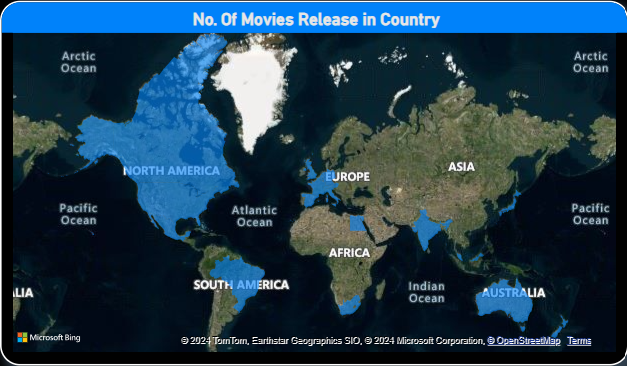 No. Of Movies Release in Country
Arctic
Ocean
Arctic
Ocean
NORTH AMERICA
EUROPE
ASIA
Pacific
Ocean
Atlantic
Ocean
Pacific
Ocean
AFRICA
SOUTH AMERICA
Indian
Ocean
LIA
AUSTRALIA
Microsoft Bing
© 2024 TomTom, Earthstar Geographics SIO, © 2024 Microsoft Corporation, © OpenStreetMap Terms